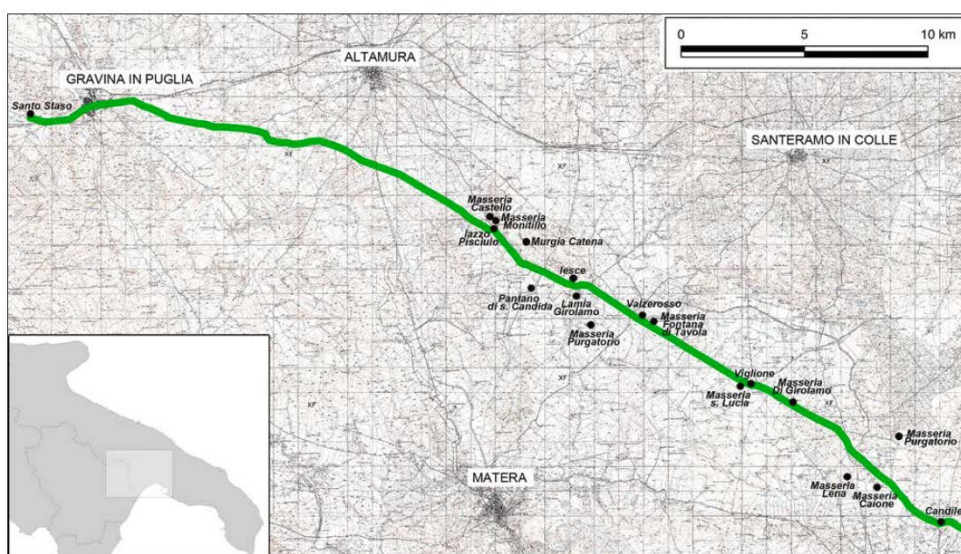 0 5 10 km
ALTAMURA
GRAVINA IN PUGLIA
Santo Staso
SANTERAMO IN COLLE
Masseria
Castello
Masseria
Monitillo
Iazzo
Pisciulo
Murgia Catena
Iesce
Pantano
di s. Candida
Lamia
Girolamo
Valzerosso
Masseria
Fontana
di Tavola
Masseria
Purgatorio
Viglione
Masseria
s. Lucia
Masseria
Di Girolamo
Masseria
Purgatorio
MATERA
Masseria
Lena
Masseria
Caione
Candile